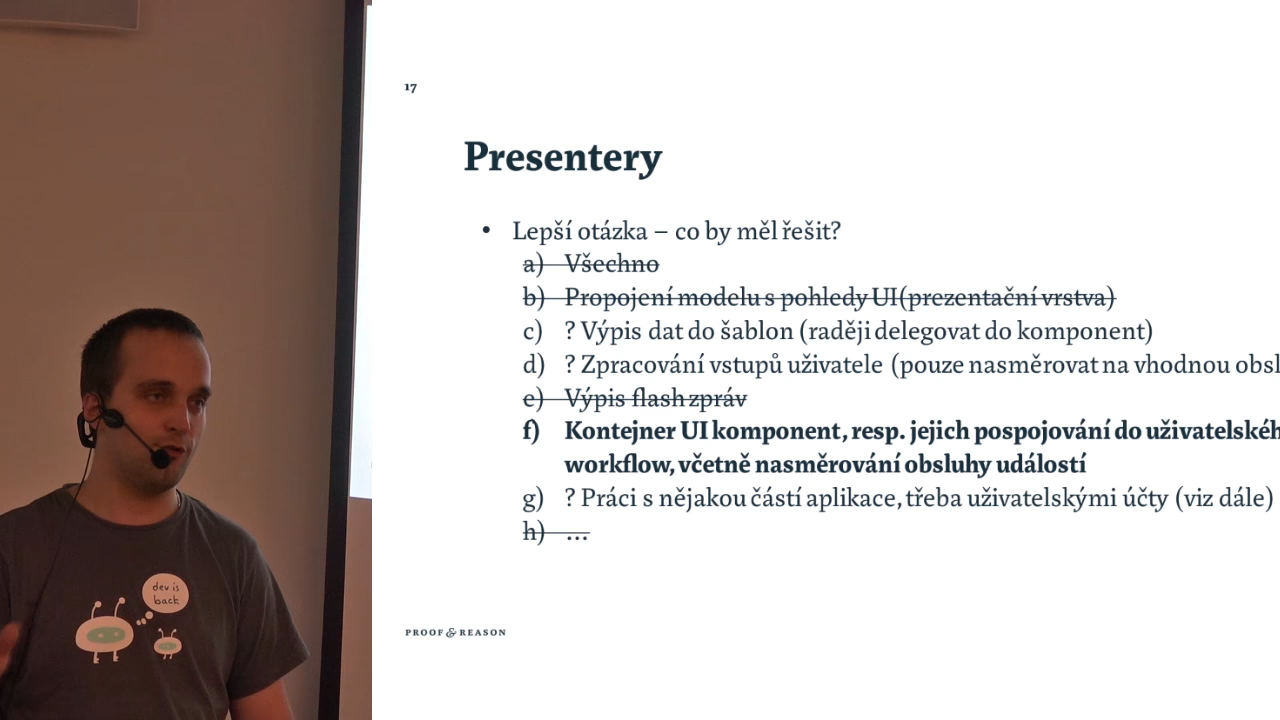 17
Presentery
• Lepší otázka – co by měl řešit?
a) Všechno
b) Propojení modelu s pohledy UI (prezentační vrstva)
c) ? Výpis dat do šablon (raději delegovat do komponent)
d) ? Zpracování vstupů uživatele (pouze nasměrovat na vhodnou obsl
e) Výpis flash zpráv
f) Kontejner UI komponent, resp. jejich pospojování do uživatelskéh
workflow, včetně nasměrování obsluhy událostí
g) ? Práci s nějakou částí aplikace, třeba uživatelskými účty (viz dále)
h) ...
PROOF & REASON
dev is
back